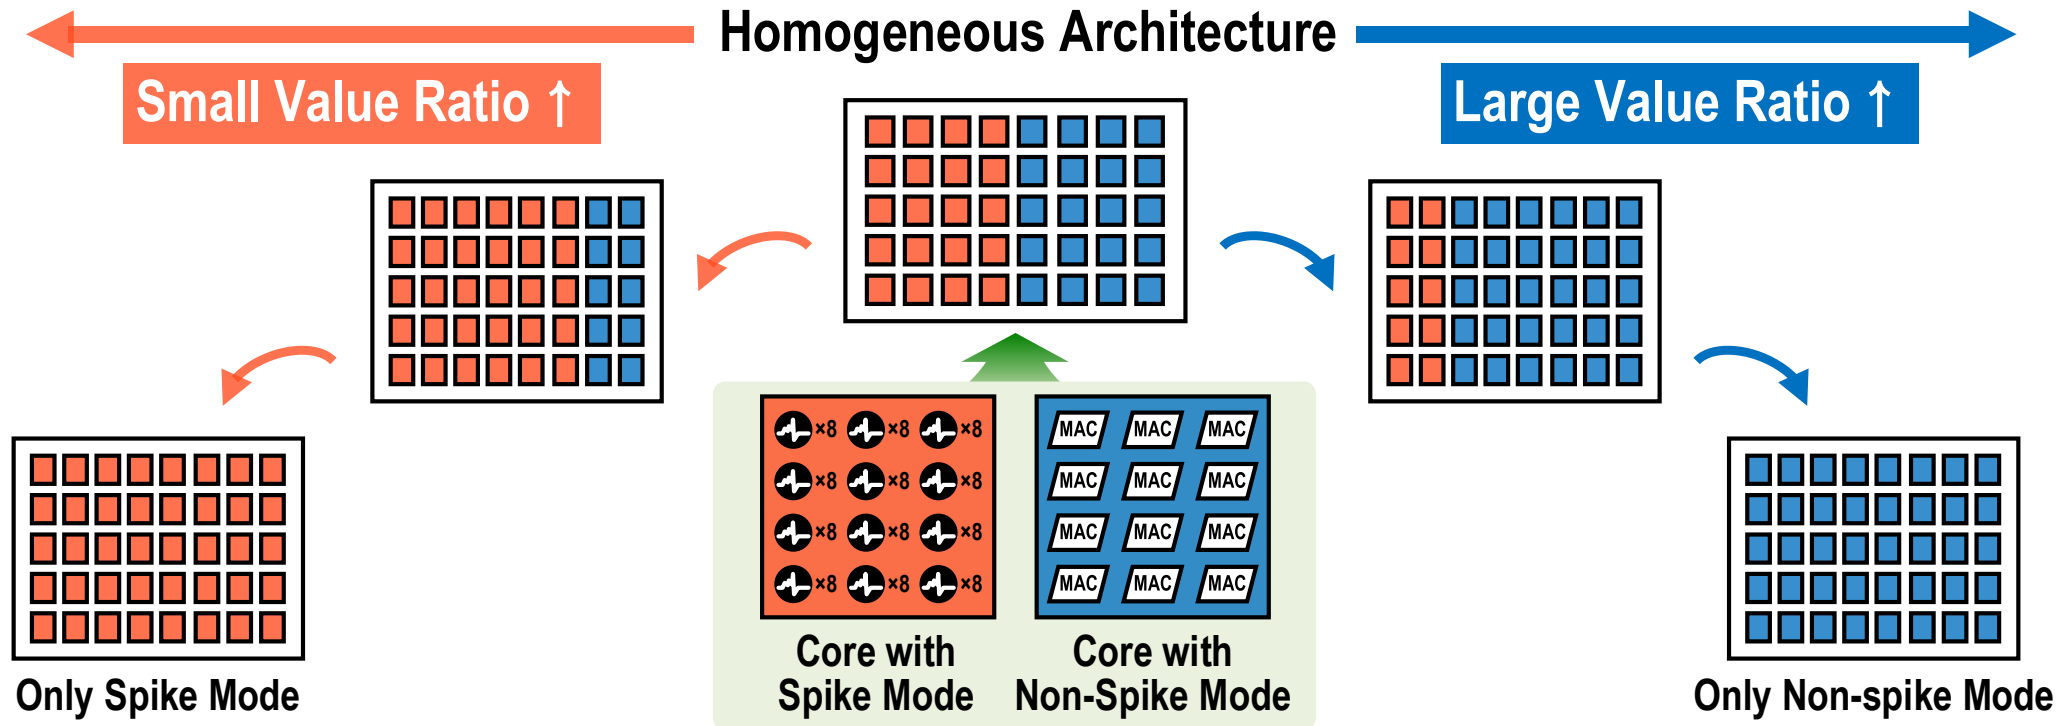 Homogeneous Architecture
Small Value Ratio ↑
Large Value Ratio ↑
×8 ×8 ×8
×8 ×8 ×8
×8 ×8 ×8
×8 ×8 ×8
MAC MAC MAC
MAC MAC MAC
MAC MAC MAC
MAC MAC MAC
Core with
Spike Mode
Core with
Non-Spike Mode
Only Spike Mode
Only Non-spike Mode